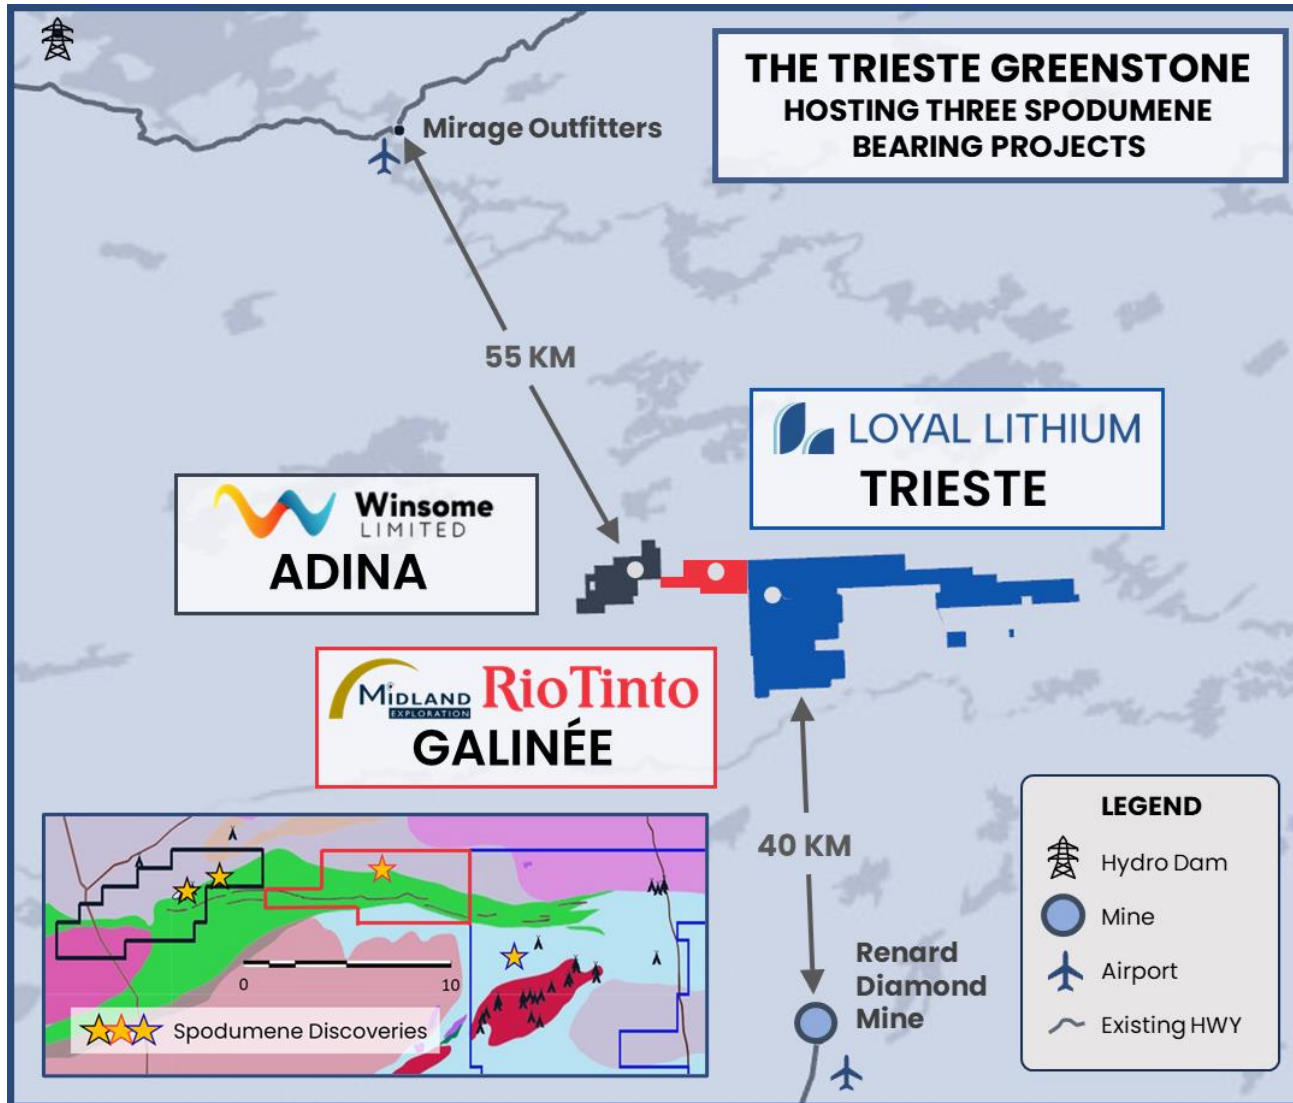 THE TRIESTE GREENSTONE
HOSTING THREE SPODUMENE
BEARING PROJECTS
Mirage Outfitters
55 KM
LOYAL LITHIUM
TRIESTE
Winsome
LIMITED
ADINA
MIDLAND
EXPLORATION
RioTinto
GALINÉE
40 KM
Renard
Diamond
Mine
0 10
Spodumene Discoveries
LEGEND
Hydro Dam
Mine
Airport
Existing HWY